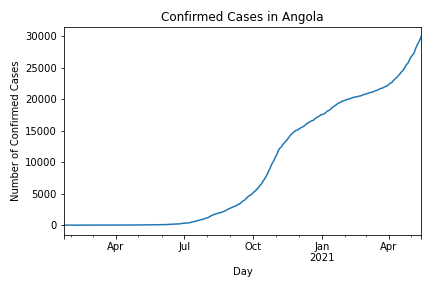 Confirmed Cases in Angola
Number of Confirmed Cases
30000
25000
20000
15000
10000
5000
0
Apr
Jul
Oct
Jan
2021
Apr
Day